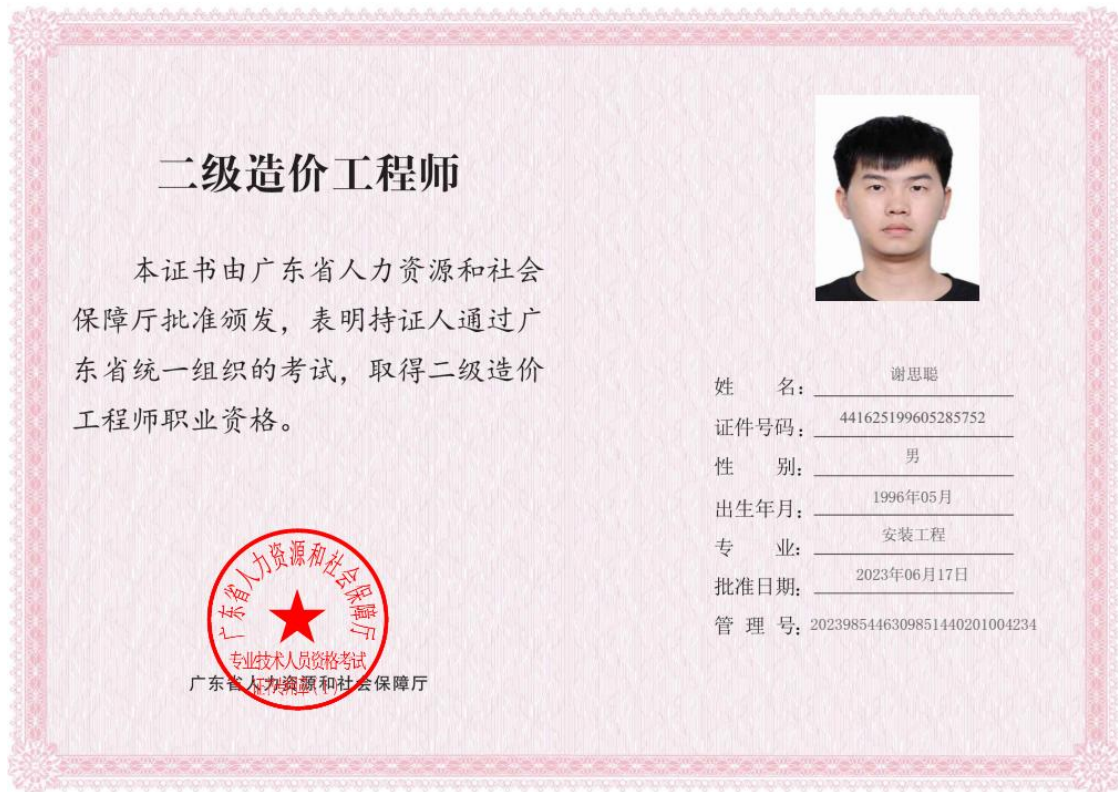 二级造价工程师
本证书由广东省人力资源和社会
保障厅批准颁发，表明持证人通过广
东省统一组织的考试，取得二级造价
工程师职业资格。
广东省人力资源和社会保障厅
专业技术人员资格考试
广东省人力资源和社会保障厅
姓 名：谢思聪
证件号码：441625199605285752
性 别：男
出生年月：1996年05月
专 业：安装工程
批准日期：2023年06月17日
管 理 号：2023985446309851440201004234